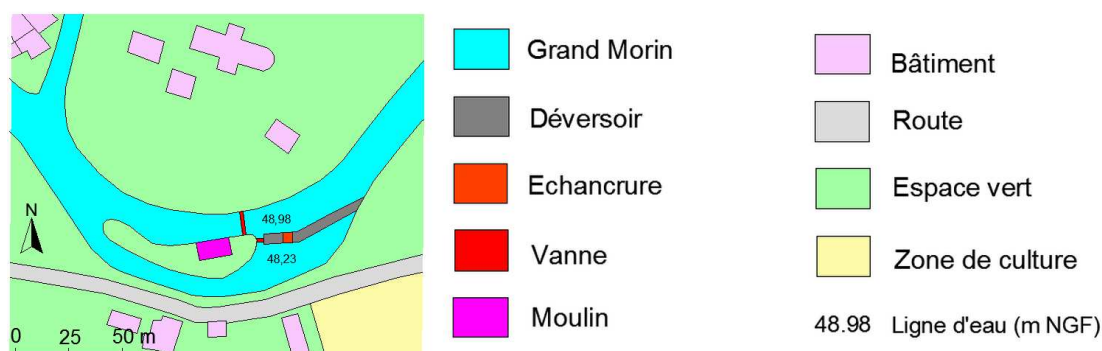 48,98
48,23
N
0 25 50 m
Grand Morin
Déversoir
Echancrure
Vanne
Moulin
Bâtiment
Route
Espace vert
Zone de culture
48.98 Ligne d'eau (m NGF)